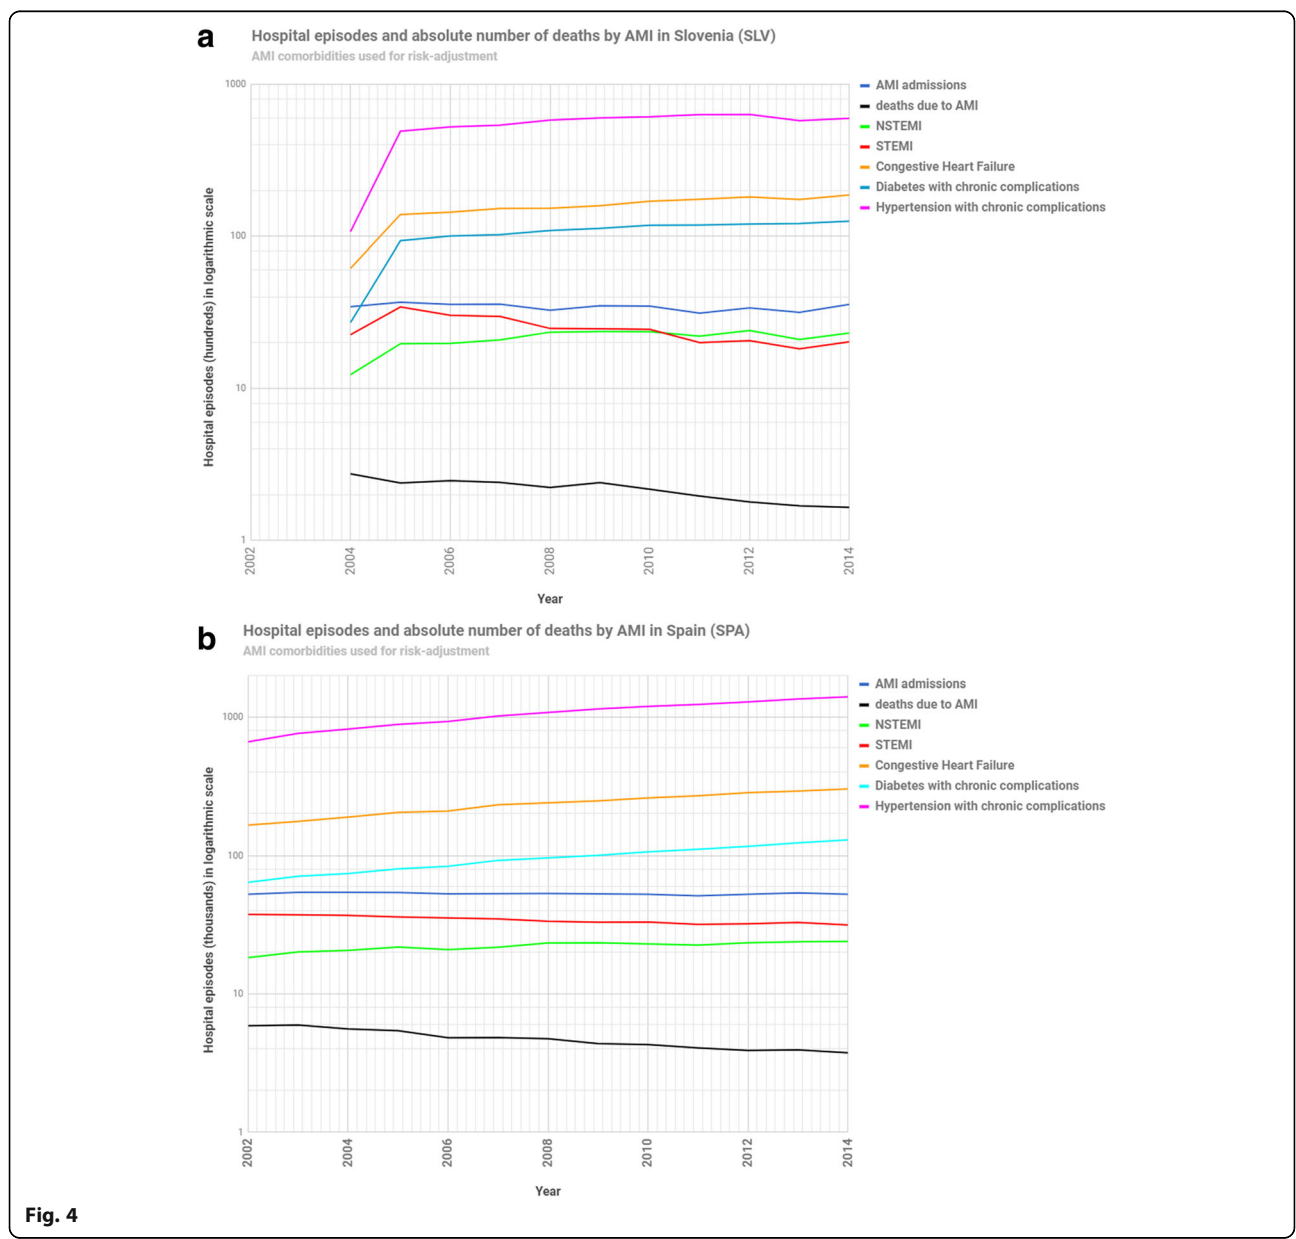 a
Hospital episodes and absolute number of deaths by AMI in Slovenia (SLV)
AMI comorbidities used for risk-adjustment
Hospital episodes (hundreds) in logarithmic scale
1000
100
10
1
2002
2004
2006
2008
2010
2012
2014
Year
AMI admissions
deaths due to AMI
NSTEMI
STEMI
Congestive Heart Failure
Diabetes with chronic complications
Hypertension with chronic complications
b
Hospital episodes and absolute number of deaths by AMI in Spain (SPA)
AMI comorbidities used for risk-adjustment
Hospital episodes (thousands) in logarithmic scale
1000
100
10
1
2002
2004
2006
2008
2010
2012
2014
Year
AMI admissions
deaths due to AMI
NSTEMI
STEMI
Congestive Heart Failure
Diabetes with chronic complications
Hypertension with chronic complications
Fig. 4